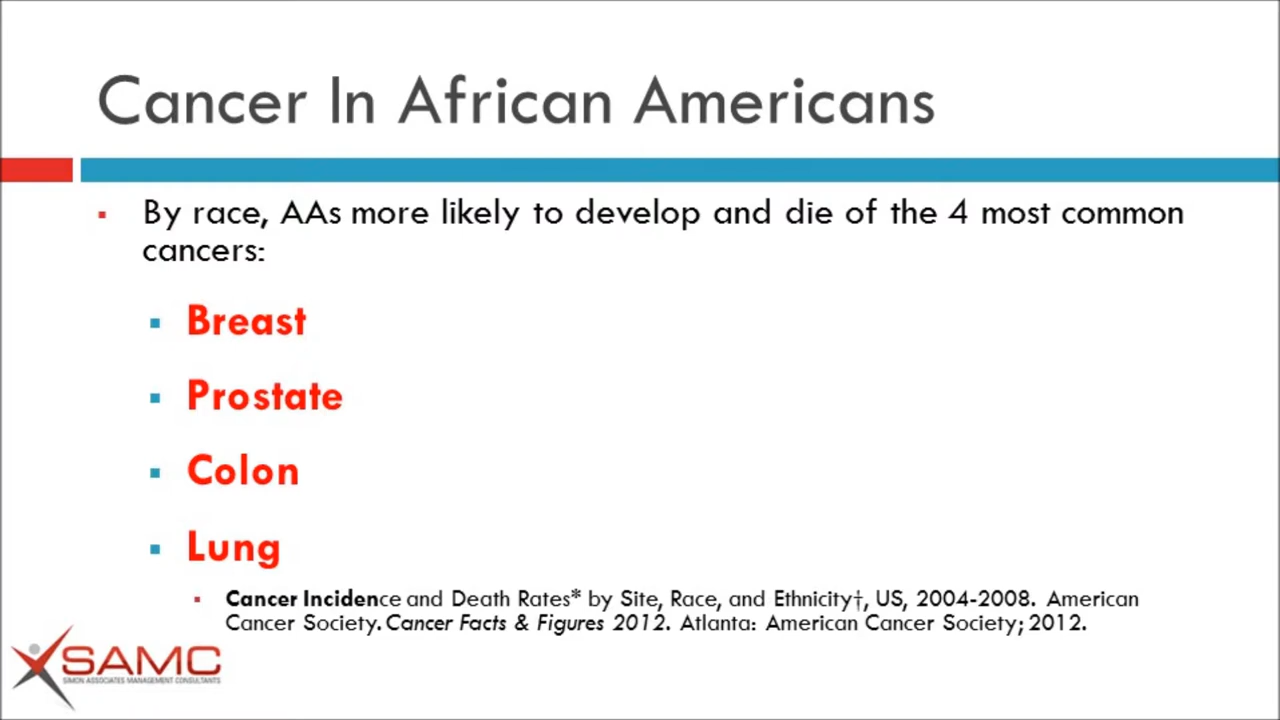 Cancer In African Americans
By race, AAs more likely to develop and die of the 4 most common
cancers:
Breast
Prostate
Colon
Lung
Cancer Incidence and Death Rates* by Site, Race, and Ethnicity†, US, 2004-2008. American
Cancer Society. Cancer Facts & Figures 2012. Atlanta: American Cancer Society; 2012.
SAMC
SIMON ASSOCIATES MANAGEMENT CONSULTANTS